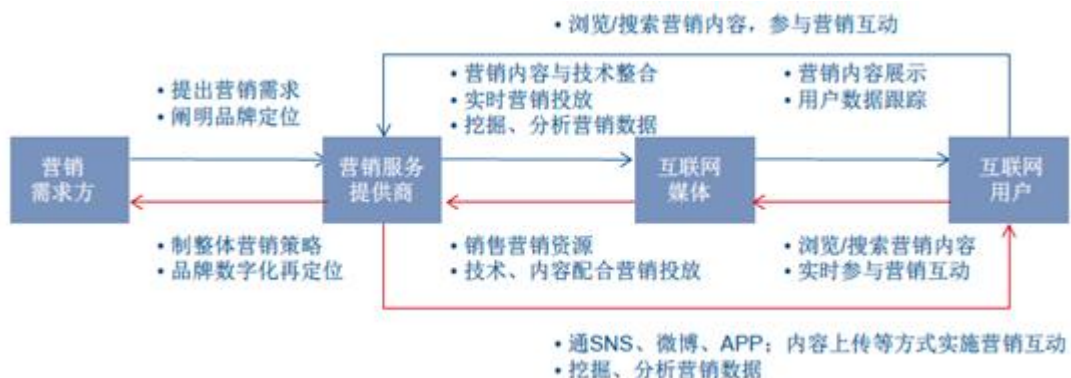 • 浏览/搜索营销内容，参与营销互动
• 提出营销需求
• 阐明品牌定位
• 营销内容与技术整合
• 实时营销投放
• 挖掘、分析营销数据
• 营销内容展示
• 用户数据跟踪
营销
需求方
营销服务
提供商
互联网
媒体
互联网
用户
• 制整体营销策略
• 品牌数字化再定位
• 销售营销资源
• 技术、内容配合营销投放
• 浏览/搜索营销内容
• 实时参与营销互动
• 通SNS、微博、APP；内容上传等方式实施营销互动
• 挖掘、分析营销数据